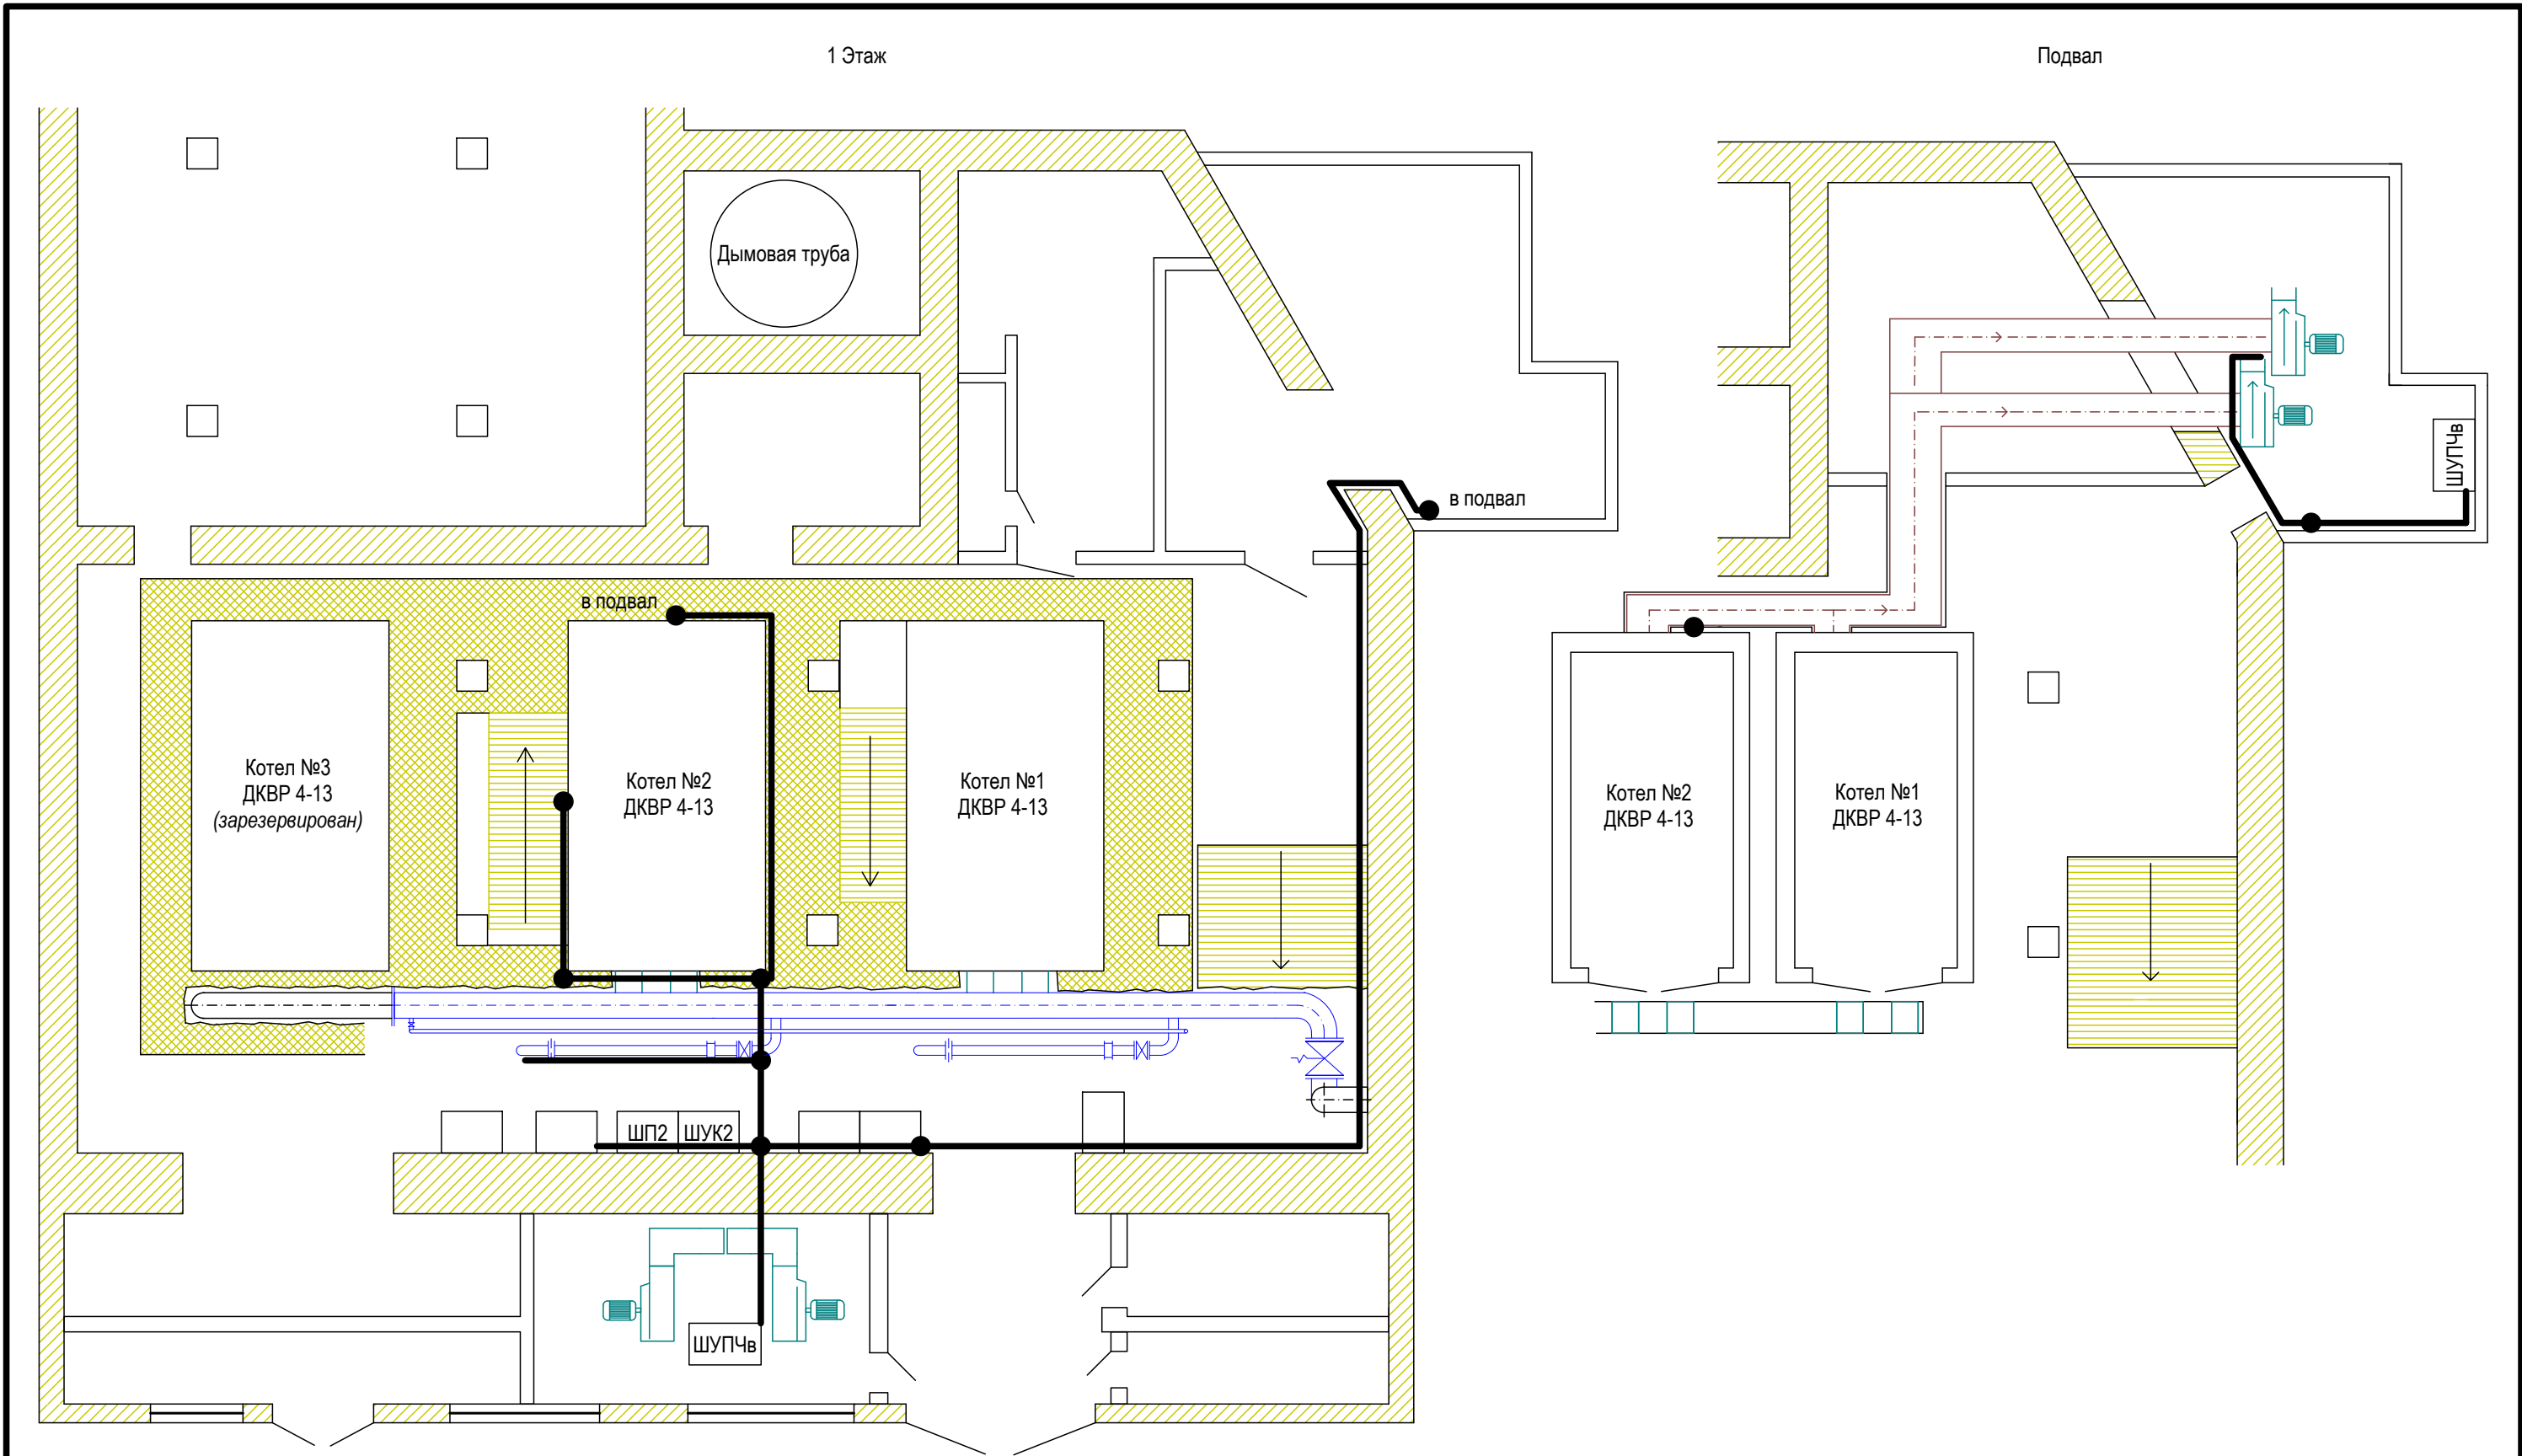 1 Этаж
Подвал
Дымовая труба
ШУПЧв
в подвал
в подвал
Котел №3
ДКВР 4-13
(зарезервирован)
Котел №2
ДКВР 4-13
Котел №1
ДКВР 4-13
Котел №2
ДКВР 4-13
Котел №1
ДКВР 4-13
ШП2
ШУК2
ШУПЧв